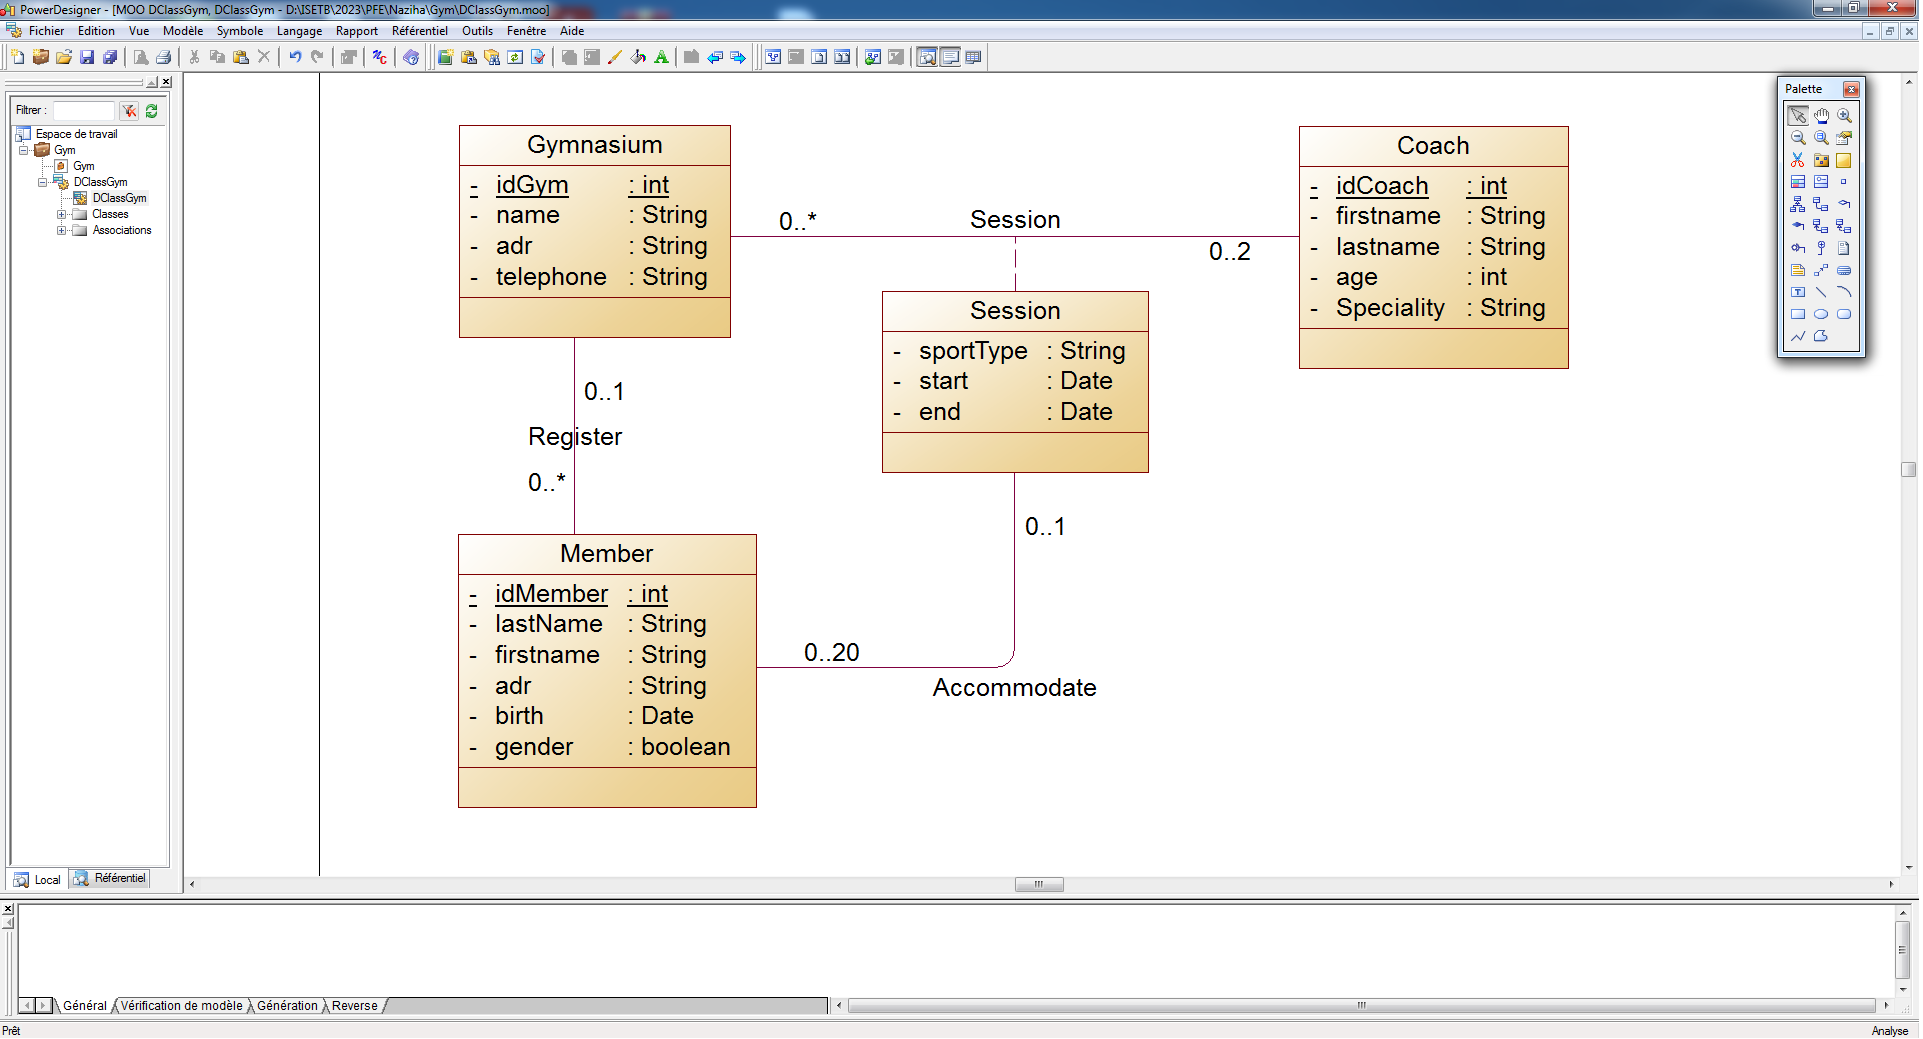 PowerDesigner - [MOO DClassGym, DClassGym - D:\ISETB\2023\PFE\Naziha\Gym\DClassGym.moo]
Fichier Edition Vue Modèle Symbole Langage Rapport Référentiel Outils Fenêtre Aide
Filtrer :
Espace de travail
Gym
Gym
DClassGym
DClassGym
Classes
Associations
Local Référentiel
Palette
Gymnasium
- idGym : int
- name : String
- adr : String
- telephone : String
0..* Session 0..2
Coach
- idCoach : int
- firstname : String
- lastname : String
- age : int
- Speciality : String
Session
- sportType : String
- start : Date
- end : Date
0..1
Register
0..*
0..1
Member
- idMember : int
- lastName : String
- firstname : String
- adr : String
- birth : Date
- gender : boolean
0..20
Accommodate
Général Vérification de modèle Génération Reverse
Prêt Analyse